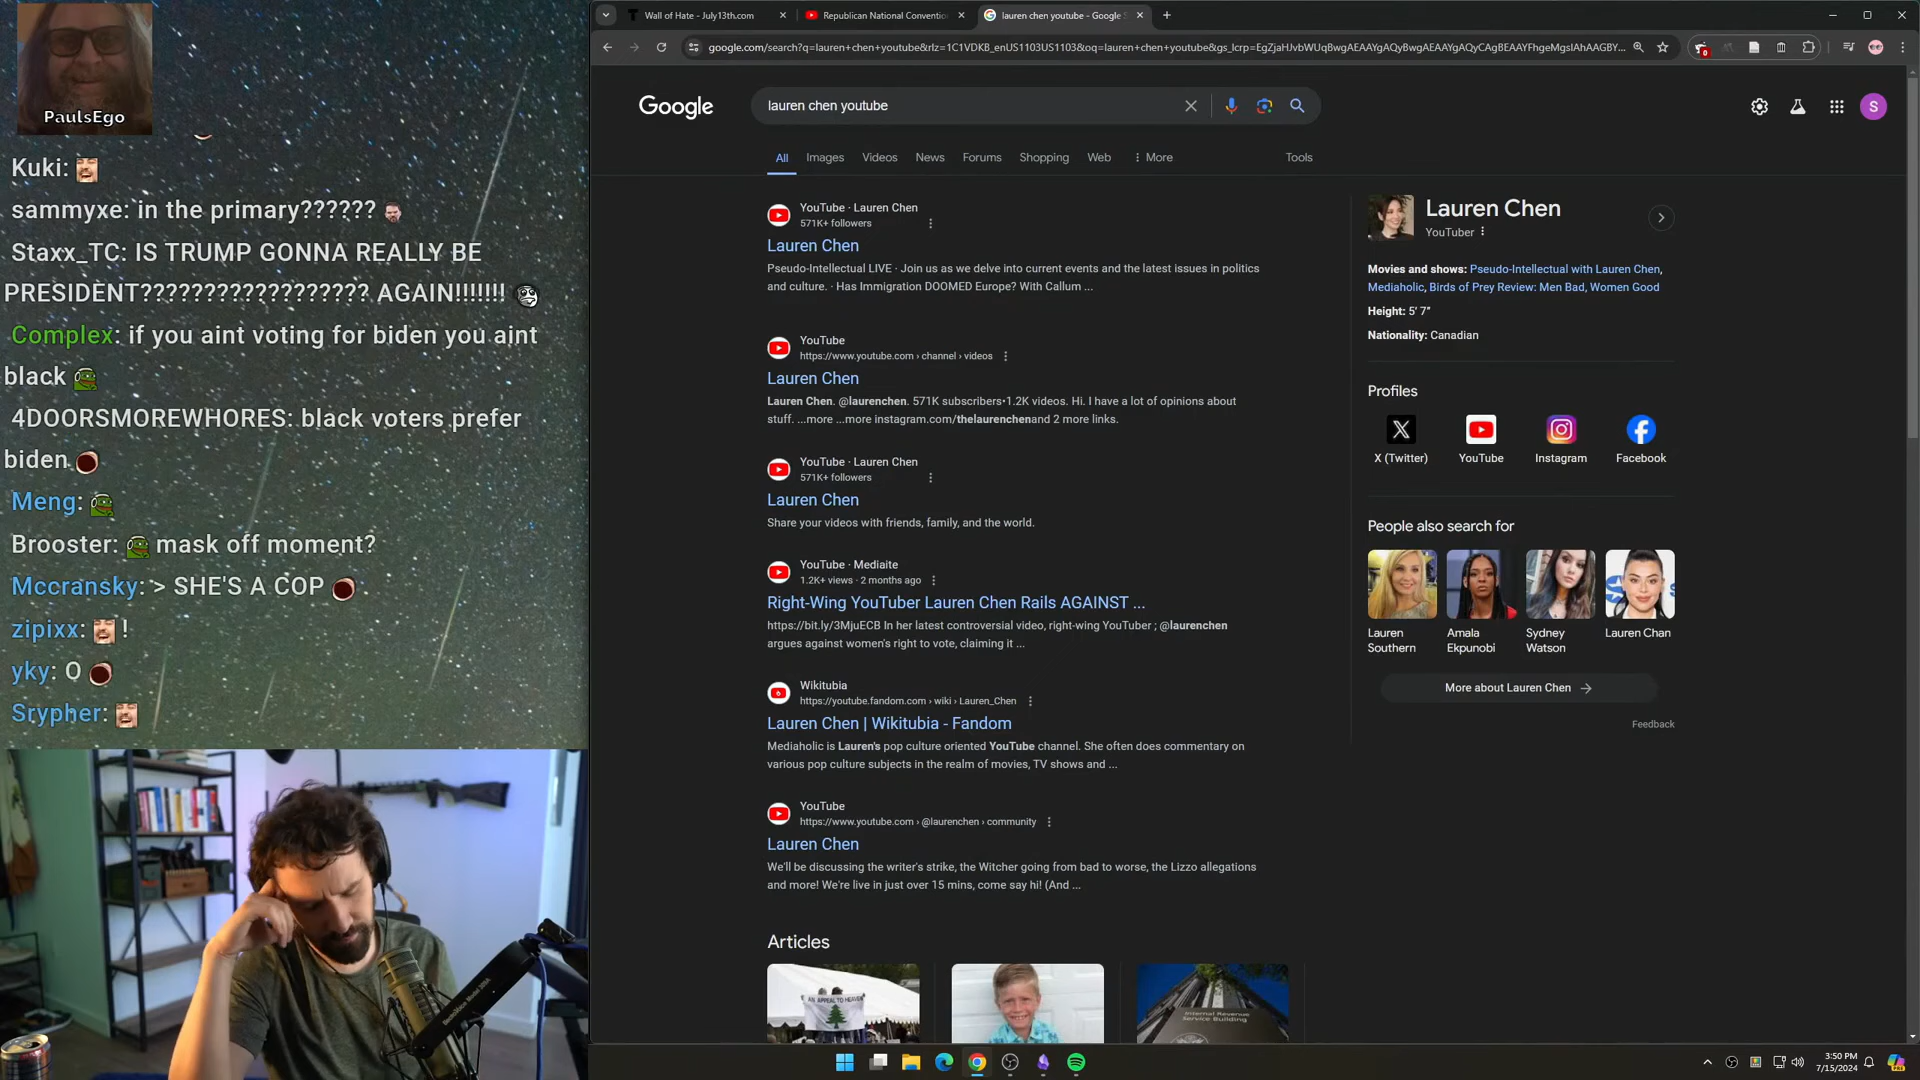 PaulsEgo
Kuki:
sammyxe: in the primary??????
Staxx_TC: IS TRUMP GONNA REALLY BE
PRESIDENT????????????????? AGAIN!!!!!!!
Complex: if you aint voting for biden you aint
black
4DOORSMOREWHORES: black voters prefer
biden
Meng:
Brooster: mask off moment?
Mccransky: > SHE'S A COP
zipixx: !
yky: O
Srypher:
Wall of Hate - July13th.com
Republican National Conventio
lauren chen youtube - Google S
google.com/search?q=lauren+chen+youtube&rlz=1C1VDKB_enUS1103US1103&oq=lauren+chen+youtube&gs_lcrp=
0
Google
lauren chen youtube
S
All
Images
Videos
News
Forums
Shopping
Web
More
Tools
YouTube · Lauren Chen
571K+ followers
Lauren Chen
Pseudo-Intellectual LIVE · Join us as we delve into current events and the latest issues in politics
and culture. · Has Immigration DOOMED Europe? With Callum ...
YouTube
https://www.youtube.com › channel › videos
Lauren Chen
Lauren Chen. @laurenchen. 571K subscribers•1.2K videos. Hi. I have a lot of opinions about
stuff. ...more ...more instagram.com/thelaurenchenand 2 more links.
YouTube · Lauren Chen
571K+ followers
Lauren Chen
Share your videos with friends, family, and the world.
YouTube · Mediaite
1.2K+ views · 2 months ago
Right-Wing YouTuber Lauren Chen Rails AGAINST ...
https://bit.ly/3MjuECB In her latest controversial video, right-wing YouTuber ; @laurenchen
argues against women's right to vote, claiming it ...
Wikitubia
https://youtube.fandom.com › wiki › Lauren_Chen
Lauren Chen | Wikitubia - Fandom
Mediaholic is Lauren's pop culture oriented YouTube channel. She often does commentary on
various pop culture subjects in the realm of movies, TV shows and ...
YouTube
https://www.youtube.com › @laurenchen › community
Lauren Chen
We'll be discussing the writer's strike, the Witcher going from bad to worse, the Lizzo allegations
and more! We're live in just over 15 mins, come say hi! (And ...
Articles
AN APPEAL TO HEAVEN
Internal Revenue
Service Building
Lauren Chen
YouTuber
Movies and shows: Pseudo-Intellectual with Lauren Chen,
Mediaholic, Birds of Prey Review: Men Bad, Women Good
Height: 5′ 7″
Nationality: Canadian
Profiles
X (Twitter)
YouTube
Instagram
Facebook
People also search for
Lauren
Southern
Amala
Ekpunobi
Sydney
Watson
Lauren Chan
More about Lauren Chen
Feedback
3:50 PM
7/15/2024